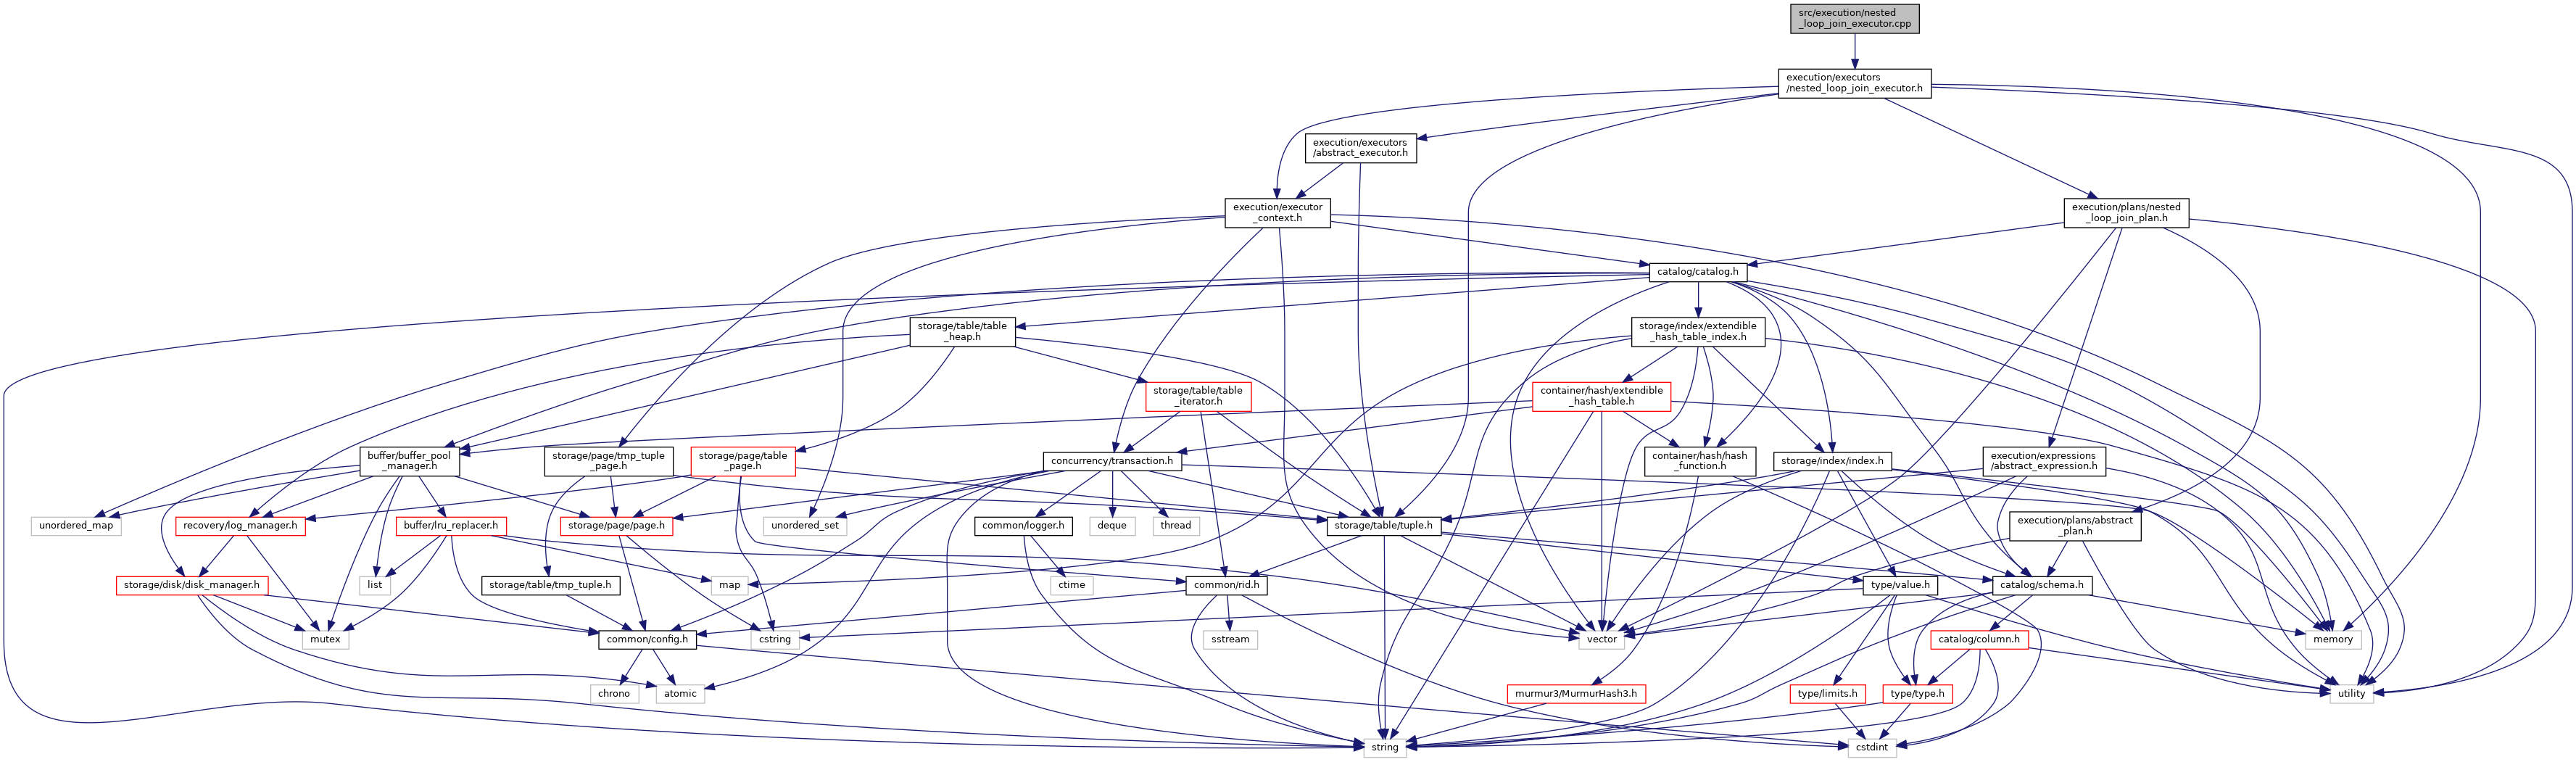 src/execution/nested
_loop_join_executor.cpp
execution/executors
/nested_loop_join_executor.h
execution/executors
/abstract_executor.h
execution/executor
_context.h
execution/plans/nested
_loop_join_plan.h
catalog/catalog.h
storage/table/table
_heap.h
storage/index/extendible
_hash_table_index.h
storage/table/table
_iterator.h
container/hash/extendible
_hash_table.h
buffer/buffer_pool
_manager.h
storage/page/tmp_tuple
_page.h
storage/page/table
_page.h
concurrency/transaction.h
container/hash/hash
_function.h
storage/index/index.h
execution/expressions
/abstract_expression.h
unordered_map
recovery/log_manager.h
buffer/lru_replacer.h
storage/page/page.h
unordered_set
common/logger.h
deque
thread
storage/table/tuple.h
execution/plans/abstract
_plan.h
storage/disk/disk_manager.h
list
storage/table/tmp_tuple.h
map
ctime
common/rid.h
type/value.h
catalog/schema.h
mutex
common/config.h
cstring
sstream
vector
catalog/column.h
memory
chrono
atomic
murmur3/MurmurHash3.h
type/limits.h
type/type.h
utility
string
cstdint